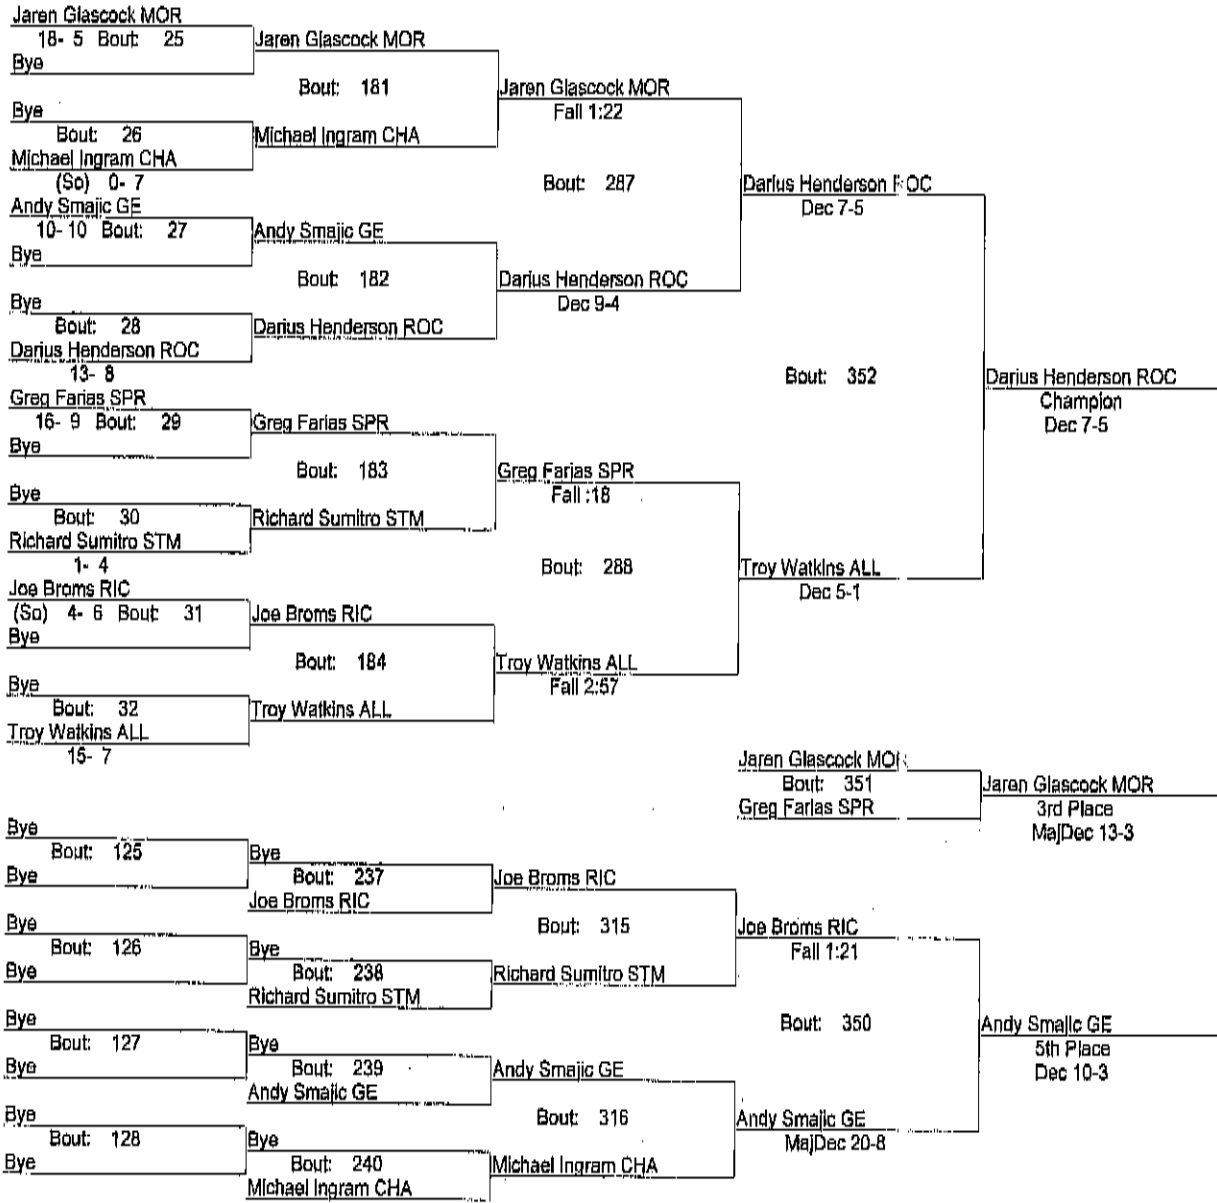 Jaren Glascock MOR
18- 5 Bout: 25
Bye
Bye
Bout: 26
Michael Ingram CHA
(So) 0- 7
Andy Smajic GE
10- 10 Bout: 27
Bye
Bye
Bout: 28
Darius Henderson ROC
13- 8
Greg Farias SPR
16- 9 Bout: 29
Bye
Bye
Bout: 30
Richard Sumitro STM
1- 4
Joe Broms RIC
(So) 4- 6 Bout: 31
Bye
Bye
Bout: 32
Troy Watkins ALL
15- 7
Jaren Glascock MOR
Bout: 181
Michael Ingram CHA
Andy Smajic GE
Bout: 182
Darius Henderson ROC
Greg Farias SPR
Bout: 183
Richard Sumitro STM
Joe Broms RIC
Bout: 184
Troy Watkins ALL
Jaren Glascock MOR
Fall 1:22
Bout: 287
Darius Henderson ROC
Dec 9-4
Greg Farias SPR
Fall :18
Bout: 288
Troy Watkins ALL
Fall 2:57
Darius Henderson ROC
Dec 7-5
Bout: 352
Troy Watkins ALL
Dec 5-1
Darius Henderson ROC
Champion
Dec 7-5
Jaren Glascock MOR
Bout: 351
Greg Farias SPR
Jaren Glascock MOR
3rd Place
MajDec 13-3
Bye
Bout: 125
Bye
Bye
Bout: 126
Bye
Bye
Bout: 127
Bye
Bye
Bout: 128
Bye
Bye
Bout: 237
Joe Broms RIC
Bye
Bout: 238
Richard Sumitro STM
Bye
Bout: 239
Andy Smajic GE
Bye
Bout: 240
Michael Ingram CHA
Joe Broms RIC
Bout: 315
Richard Sumitro STM
Andy Smajic GE
Bout: 316
Michael Ingram CHA
Joe Broms RIC
Fall 1:21
Bout: 350
Andy Smajic GE
MajDec 20-8
Andy Smajic GE
5th Place
Dec 10-3